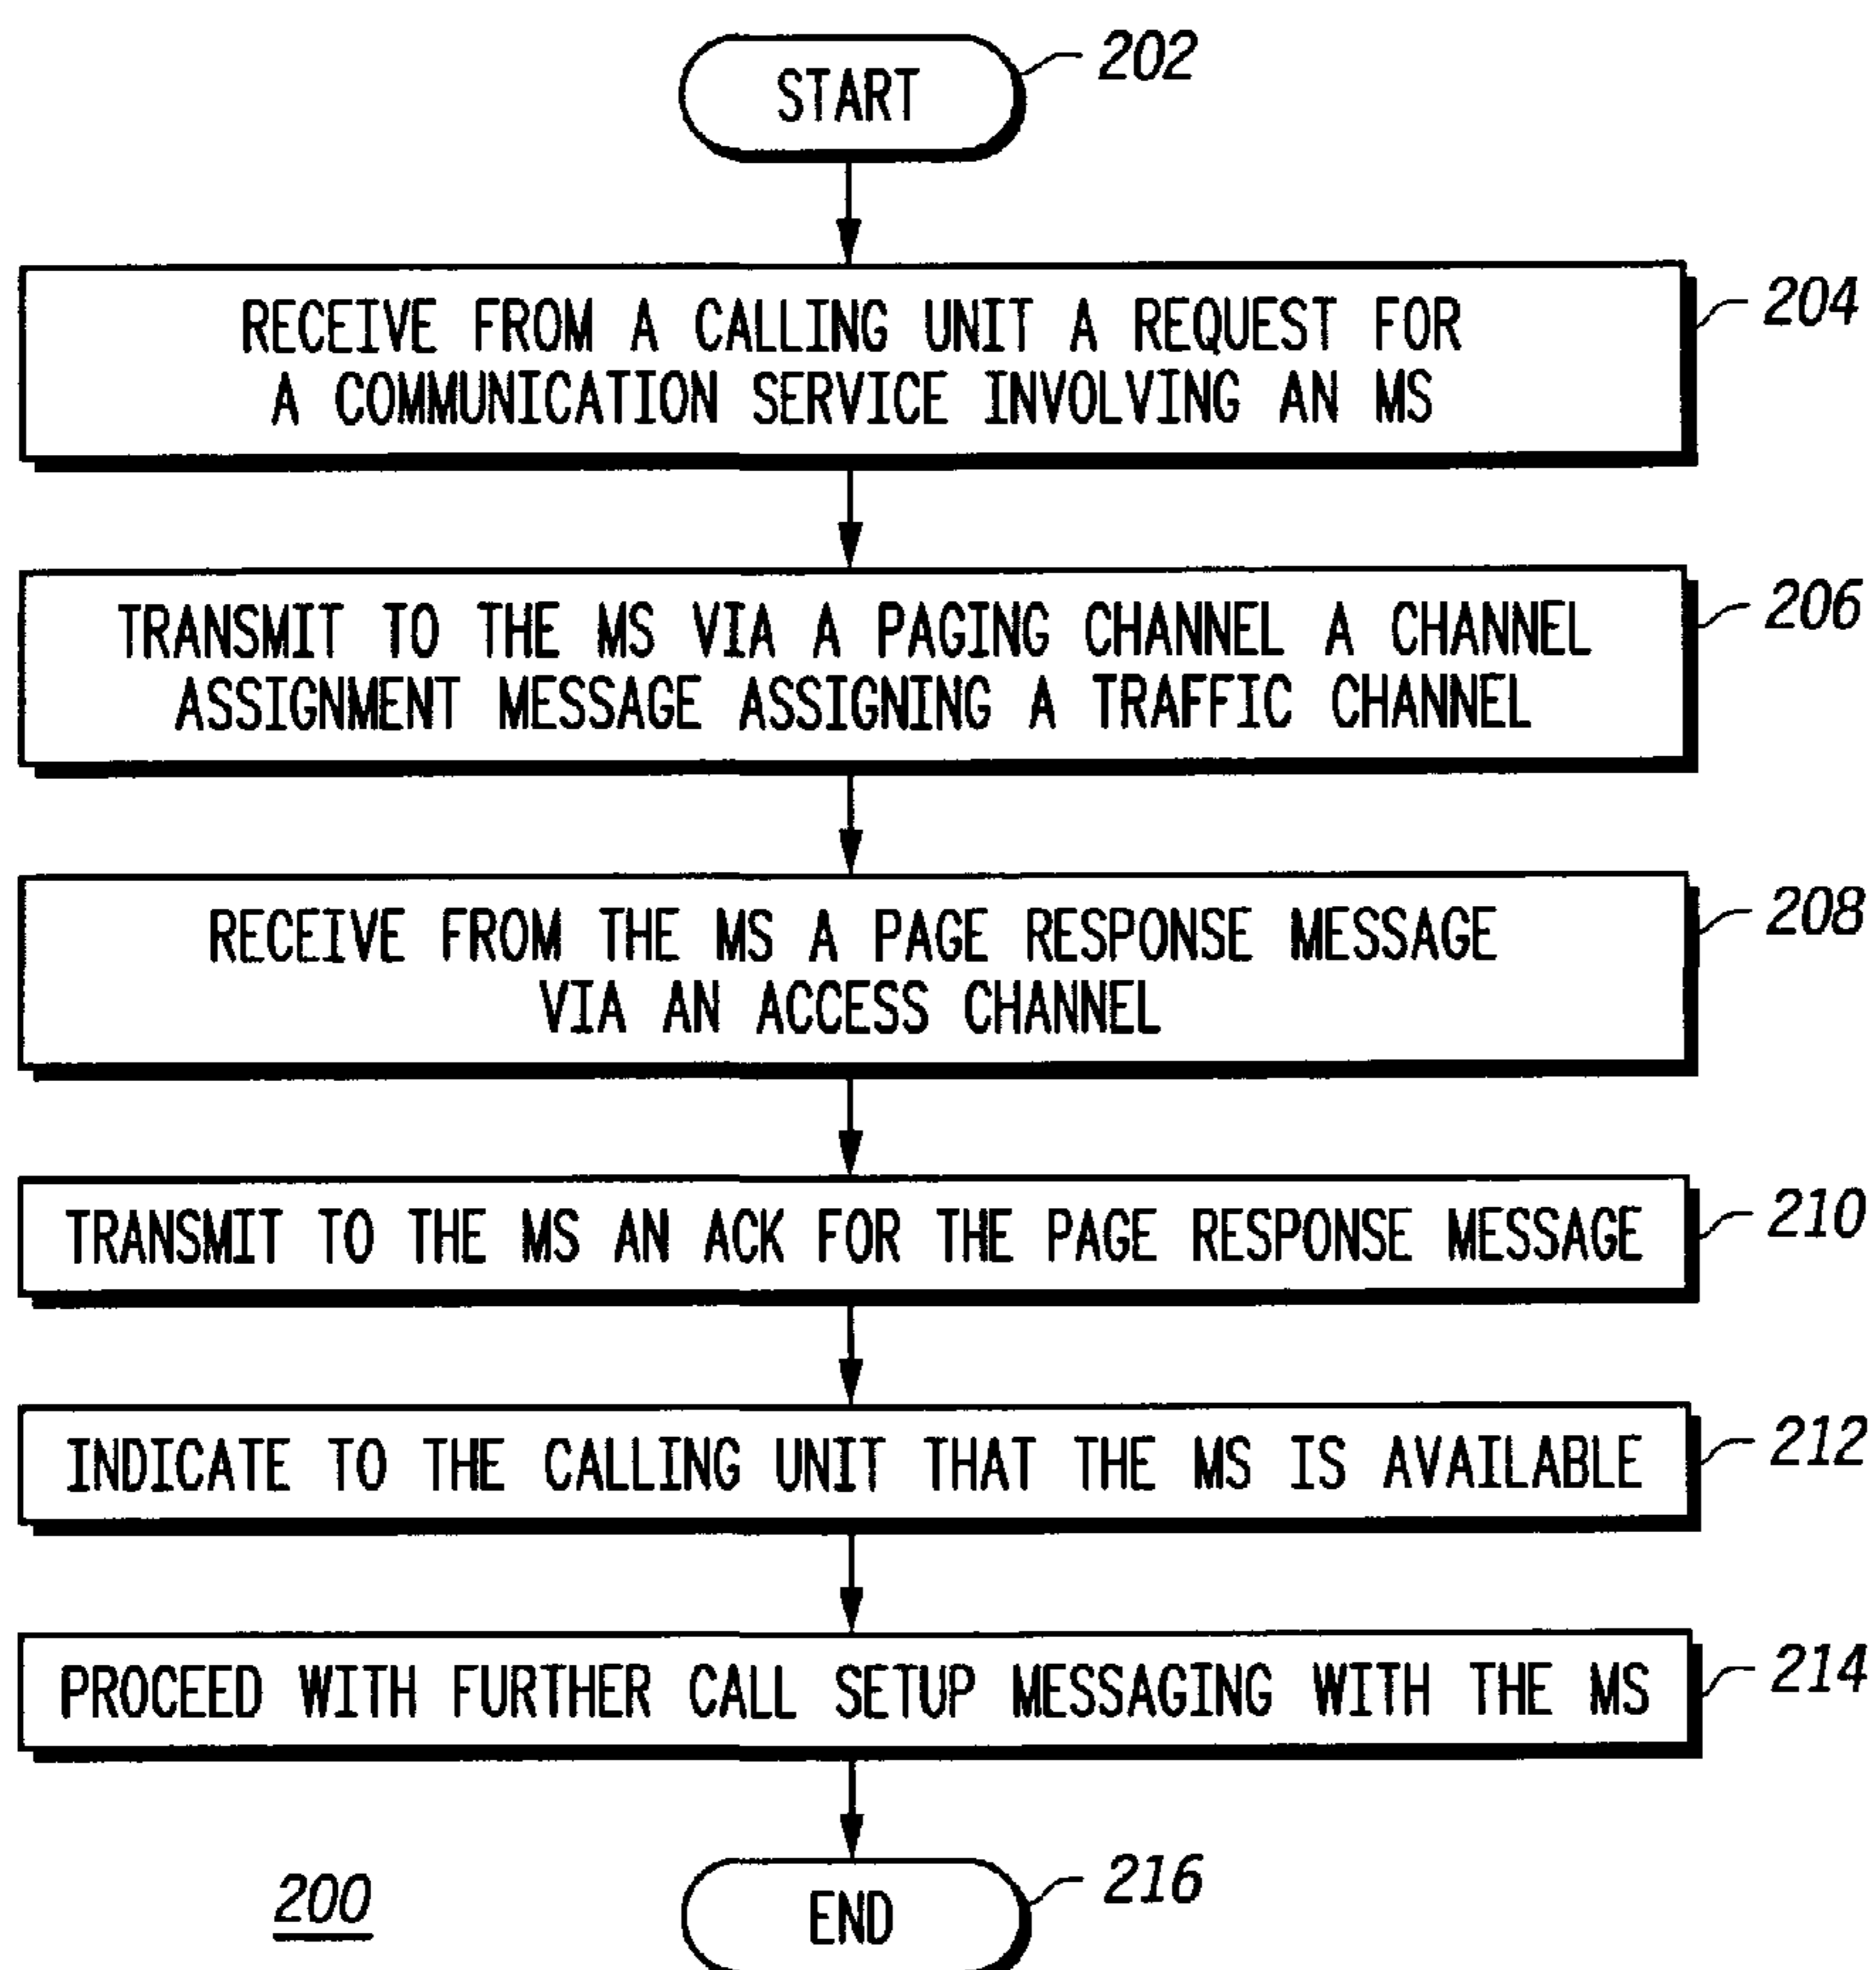 START
202
RECEIVE FROM A CALLING UNIT A REQUEST FOR
A COMMUNICATION SERVICE INVOLVING AN MS
204
TRANSMIT TO THE MS VIA A PAGING CHANNEL A CHANNEL
ASSIGNMENT MESSAGE ASSIGNING A TRAFFIC CHANNEL
206
RECEIVE FROM THE MS A PAGE RESPONSE MESSAGE
VIA AN ACCESS CHANNEL
208
TRANSMIT TO THE MS AN ACK FOR THE PAGE RESPONSE MESSAGE
210
INDICATE TO THE CALLING UNIT THAT THE MS IS AVAILABLE
212
PROCEED WITH FURTHER CALL SETUP MESSAGING WITH THE MS
214
END
216
200